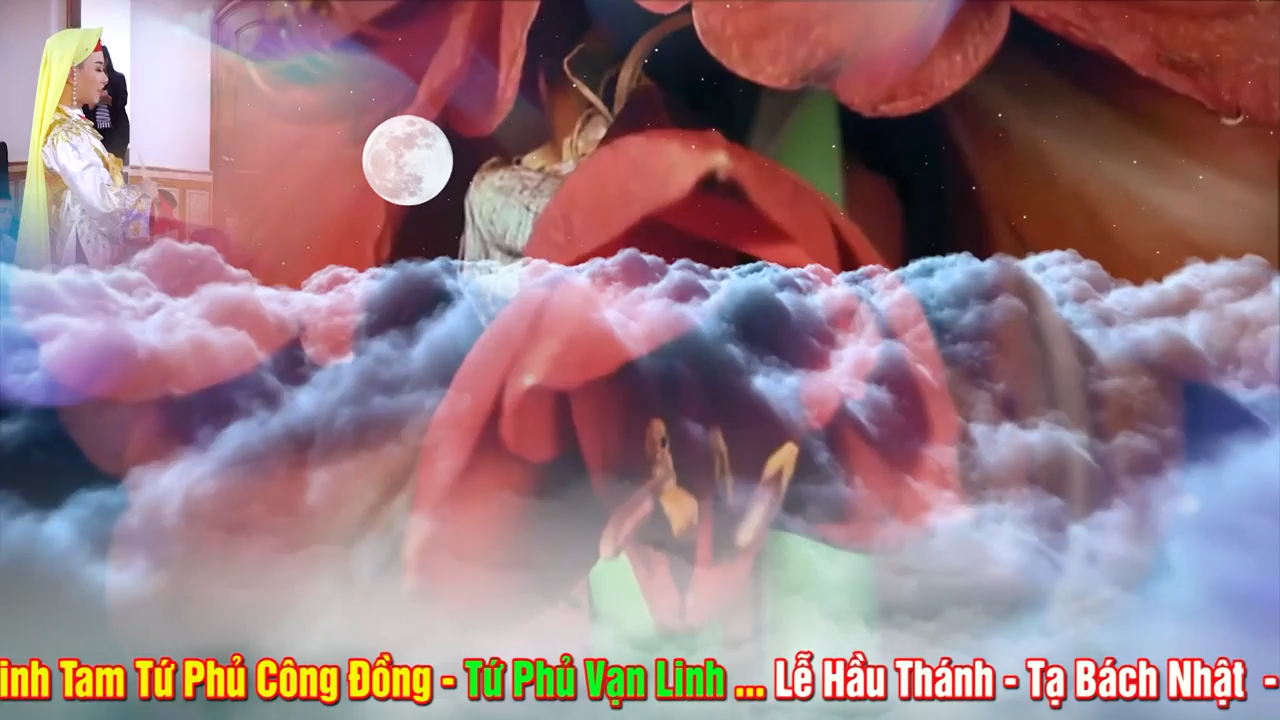 inh Tam Tứ Phủ Công Đồng - Tứ Phủ Vạn Linh ... Lễ Hầu Thánh - Tạ Bách Nhật -